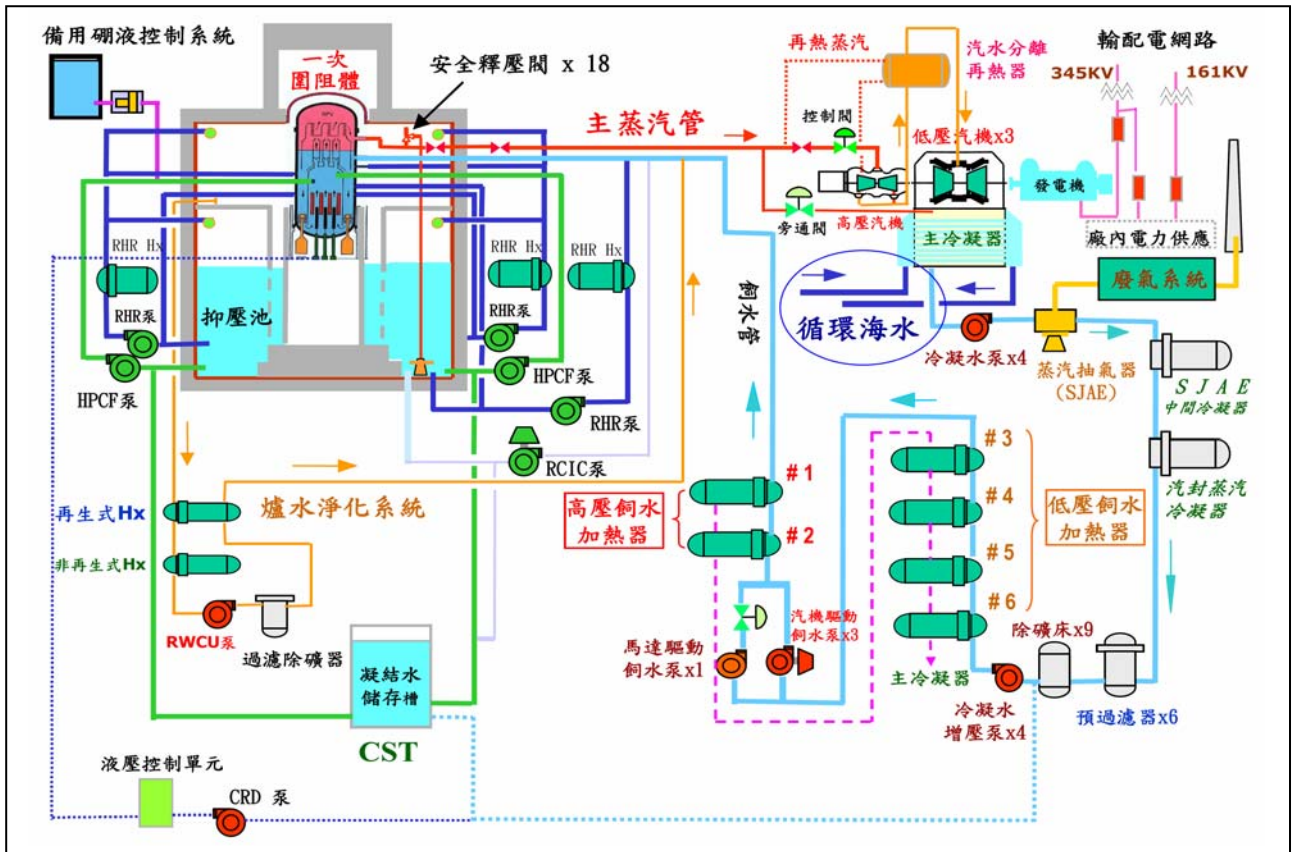 備用硼液控制系統
一次
圍阻體
安全釋壓閥 x 18
再熱蒸汽
汽水分離
再熱器
輸配電網路
345KV
161KV
主蒸汽管
控制閥
低壓汽機x3
發電機
旁通閥
高壓汽機
主冷凝器
廠內電力供應
廢氣系統
RHR Hx
RHR Hx
RHR Hx
抑壓池
RHR泵
RHR泵
HPCF泵
HPCF泵
RHR泵
RCIC泵
飼水管
循環海水
冷凝水泵x4
蒸汽抽氣器
(SJAE)
SJAE
中間冷凝器
汽封蒸汽
冷凝器
再生式Hx
非再生式Hx
爐水淨化系統
RWCU泵
過濾除礦器
高壓飼水
加熱器
#1
#2
#3
#4
#5
#6
低壓飼水
加熱器
馬達驅動
飼水泵x1
汽機驅動
飼水泵x3
主冷凝器
冷凝水
增壓泵x4
除礦床x9
預過濾器x6
凝結水
儲存槽
CST
液壓控制單元
CRD 泵